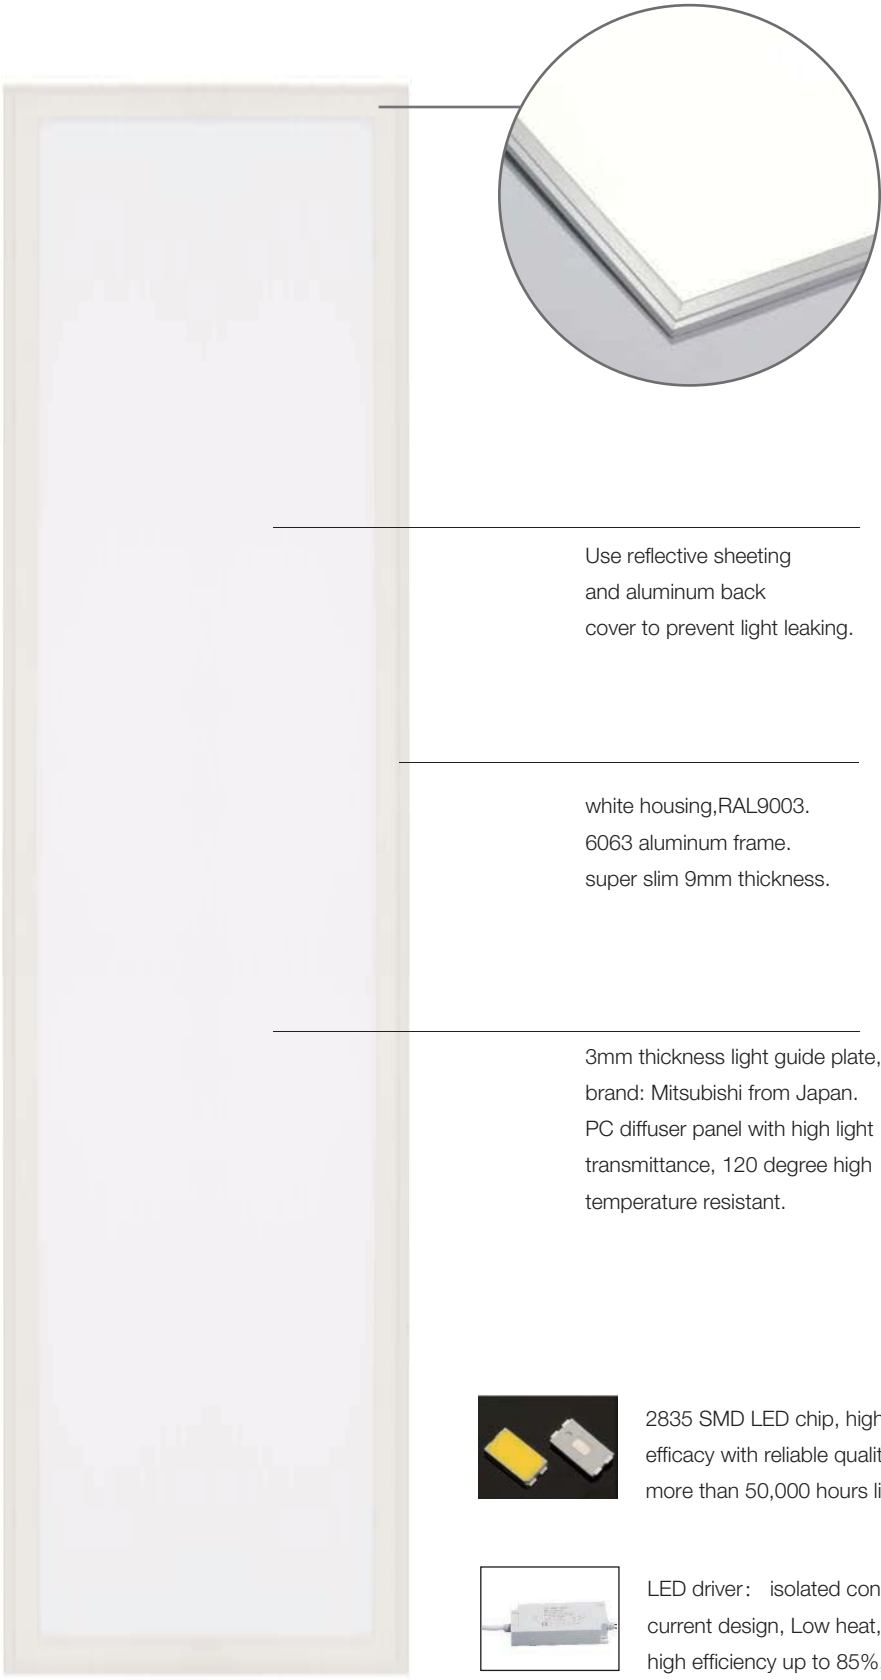 Use reflective sheeting
and aluminum back
cover to prevent light leaking.
white housing,RAL9003.
6063 aluminum frame.
super slim 9mm thickness.
3mm thickness light guide plate,
brand: Mitsubishi from Japan.
PC diffuser panel with high light
transmittance, 120 degree high
temperature resistant.
2835 SMD LED chip, high
efficacy with reliable
more than 50,000 hours
LED driver： isolated
current design, Low heat,
high efficiency up to 85%